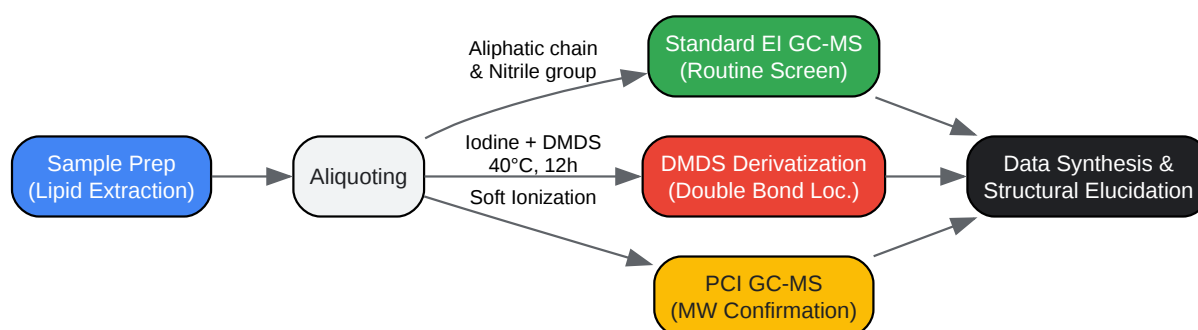 Sample Prep
(Lipid Extraction)
Aliquoting
Aliphatic chain
& Nitrile group
Standard EI GC-MS
(Routine Screen)
Iodine + DMDS
40°C, 12h
DMDS Derivatization
(Double Bond Loc.)
Soft Ionization
PCI GC-MS
(MW Confirmation)
Data Synthesis &
Structural Elucidation